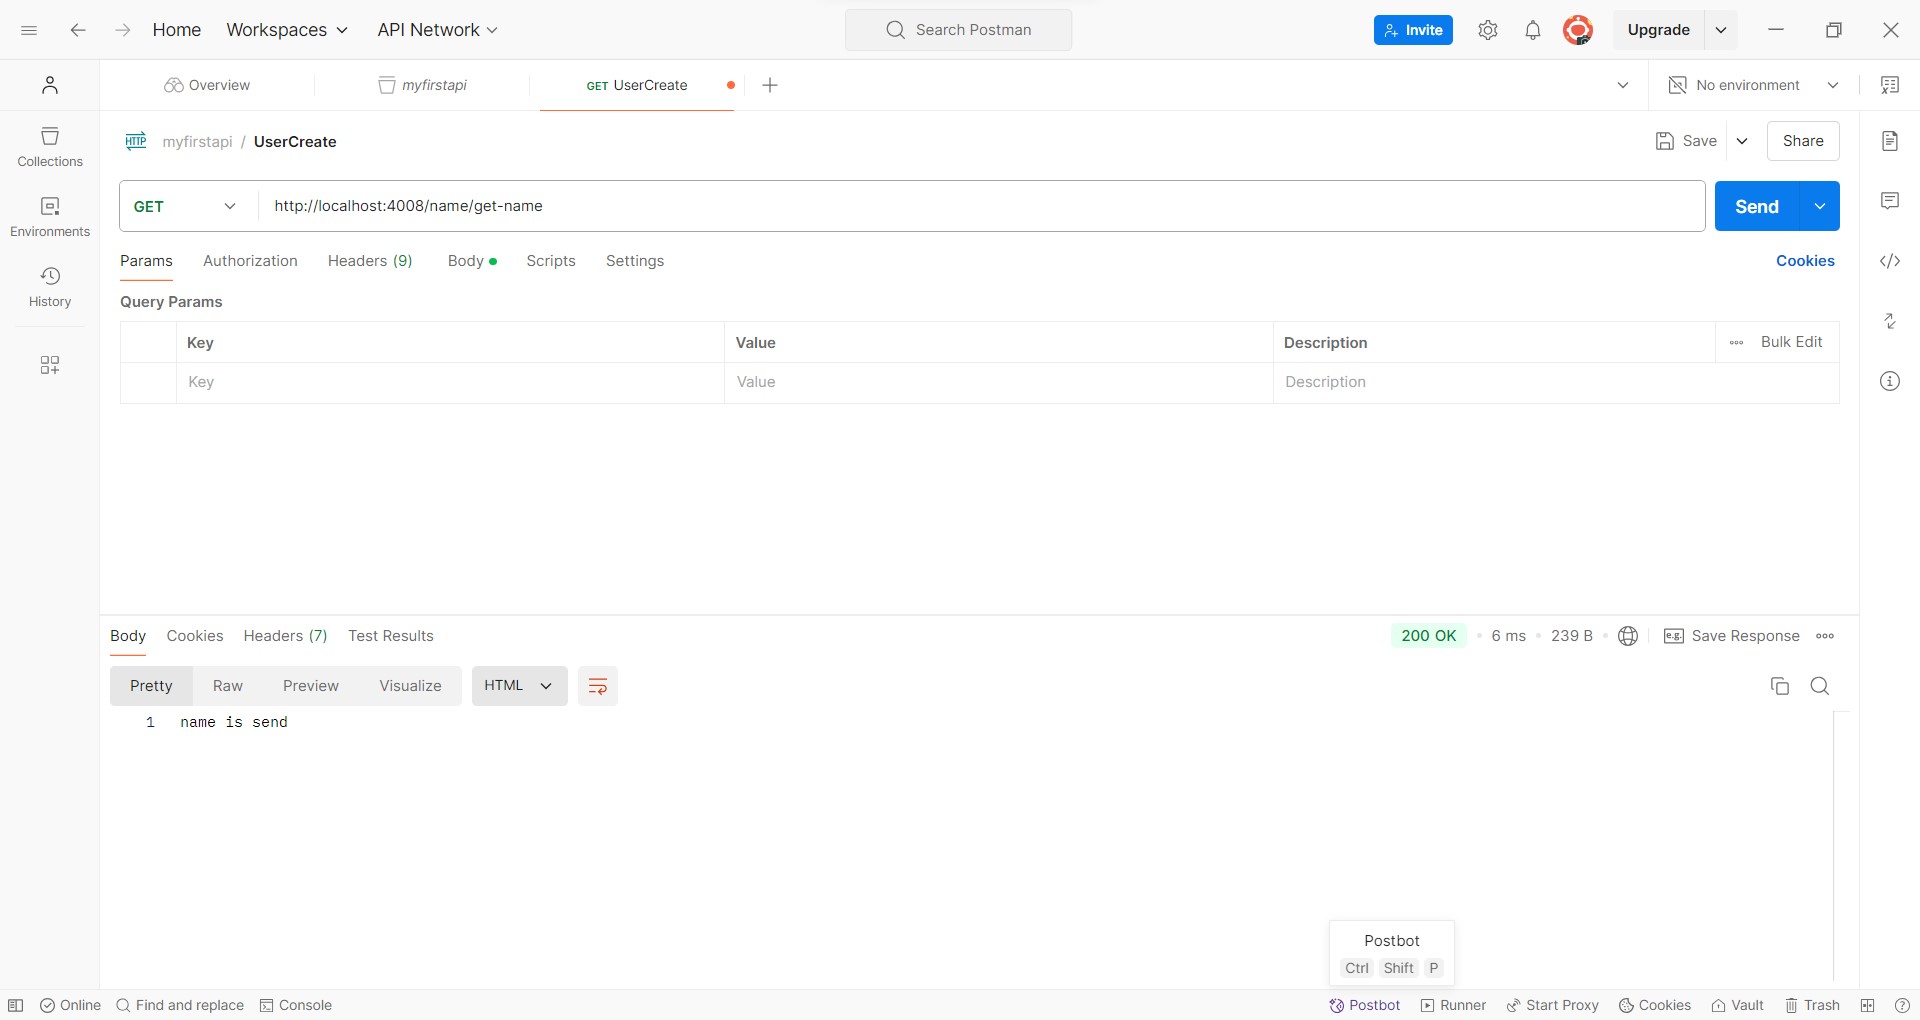 Home Workspaces API Network Search Postman Invite Upgrade
Overview myfirstapi GET UserCreate No environment
HTTP myfirstapi / UserCreate Save Share
GET http://localhost:4008/name/get-name Send
Params Authorization Headers (9) Body Scripts Settings Cookies
Query Params
Key Value Description Bulk Edit
Key Value Description
Collections
Environments
History
Body Cookies Headers (7) Test Results 200 OK 6 ms 239 B e.g. Save Response
Pretty Raw Preview Visualize HTML
1 name is send
Postbot
Ctrl Shift P
Online Find and replace Console Postbot Runner Start Proxy Cookies Vault Trash